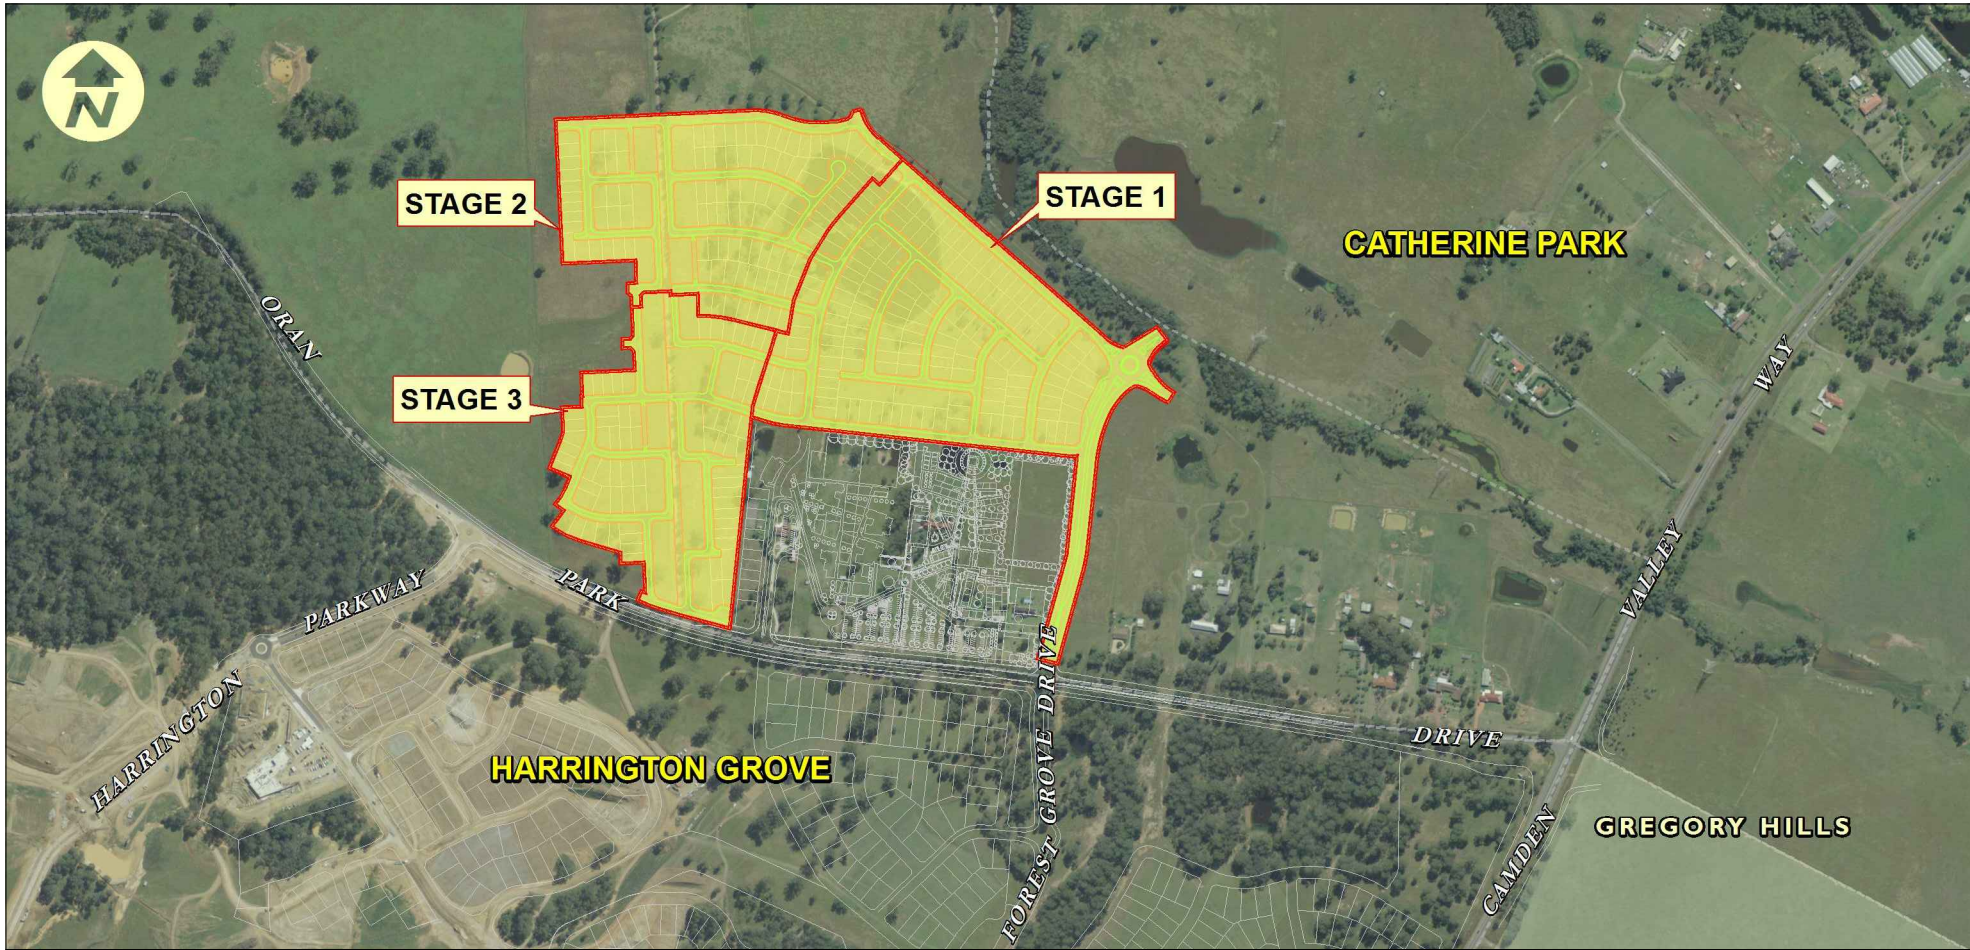 N
STAGE 2
STAGE 1
CATHERINE PARK
ORAN
WAY
STAGE 3
VALLEY
PARK
PARKWAY
HARRINGTON
FOREST GROVE DRIVE
DRIVE
HARRINGTON GROVE
CAMDEN
GREGORY HILLS